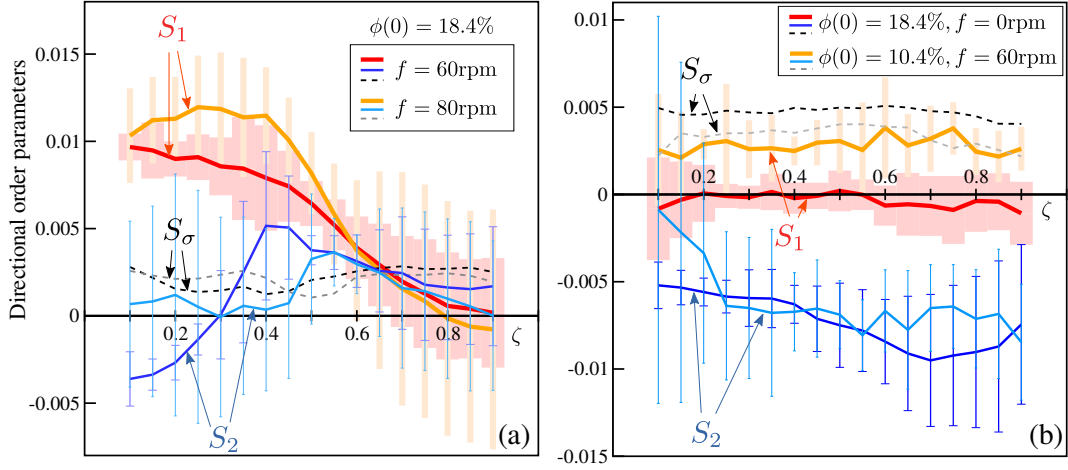 Directional order parameters
0.015
0.01
0.005
0
-0.005
S₁
ϕ(0) = 18.4%
f = 60rpm
f = 80rpm
S_σ
0.2
0.4
0.6
0.8
ζ
S₂
(a)
0.01
0.005
0
-0.005
-0.01
-0.015
ϕ(0) = 18.4%, f = 0rpm
ϕ(0) = 10.4%, f = 60rpm
S_σ
0.2
0.4
0.6
0.8
ζ
S₁
S₂
(b)